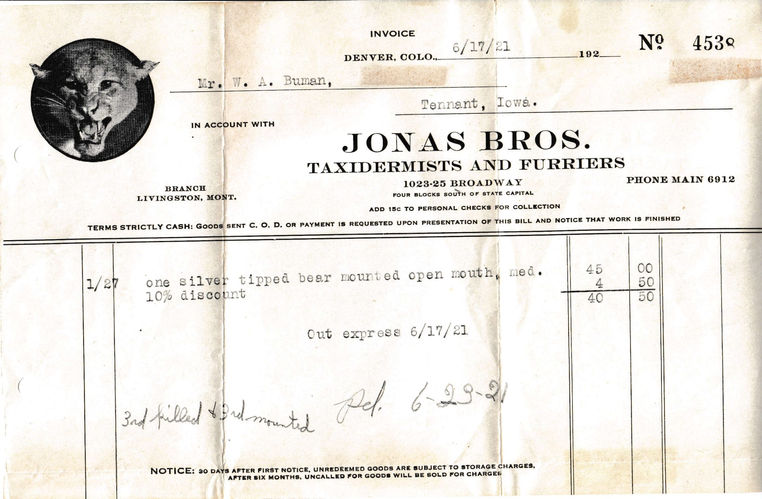 INVOICE
DENVER, COLO., 6/17/21 192
No 4538
Mr. W. A. Buman,
Tennant, Iowa.
IN ACCOUNT WITH
JONAS BROS.
TAXIDERMISTS AND FURRIERS
1023-25 BROADWAY
FOUR BLOCKS SOUTH OF STATE CAPITAL
PHONE MAIN 6912
BRANCH
LIVINGSTON, MONT.
ADD 15c TO PERSONAL CHECKS FOR COLLECTION
TERMS STRICTLY CASH: GOODS SENT C. O. D. OR PAYMENT IS REQUESTED UPON PRESENTATION OF THIS BILL AND NOTICE THAT WORK IS FINISHED
1/27 one silver tipped bear mounted open mouth, med. 45 00
10% discount 4 50
40 50
Out express 6/17/21
pd. 6-23-21
3rd killed & 3rd mounted
NOTICE: 30 DAYS AFTER FIRST NOTICE, UNREDEEMED GOODS ARE SUBJECT TO STORAGE CHARGES,
AFTER SIX MONTHS, UNCALLED FOR GOODS WILL BE SOLD FOR CHARGES